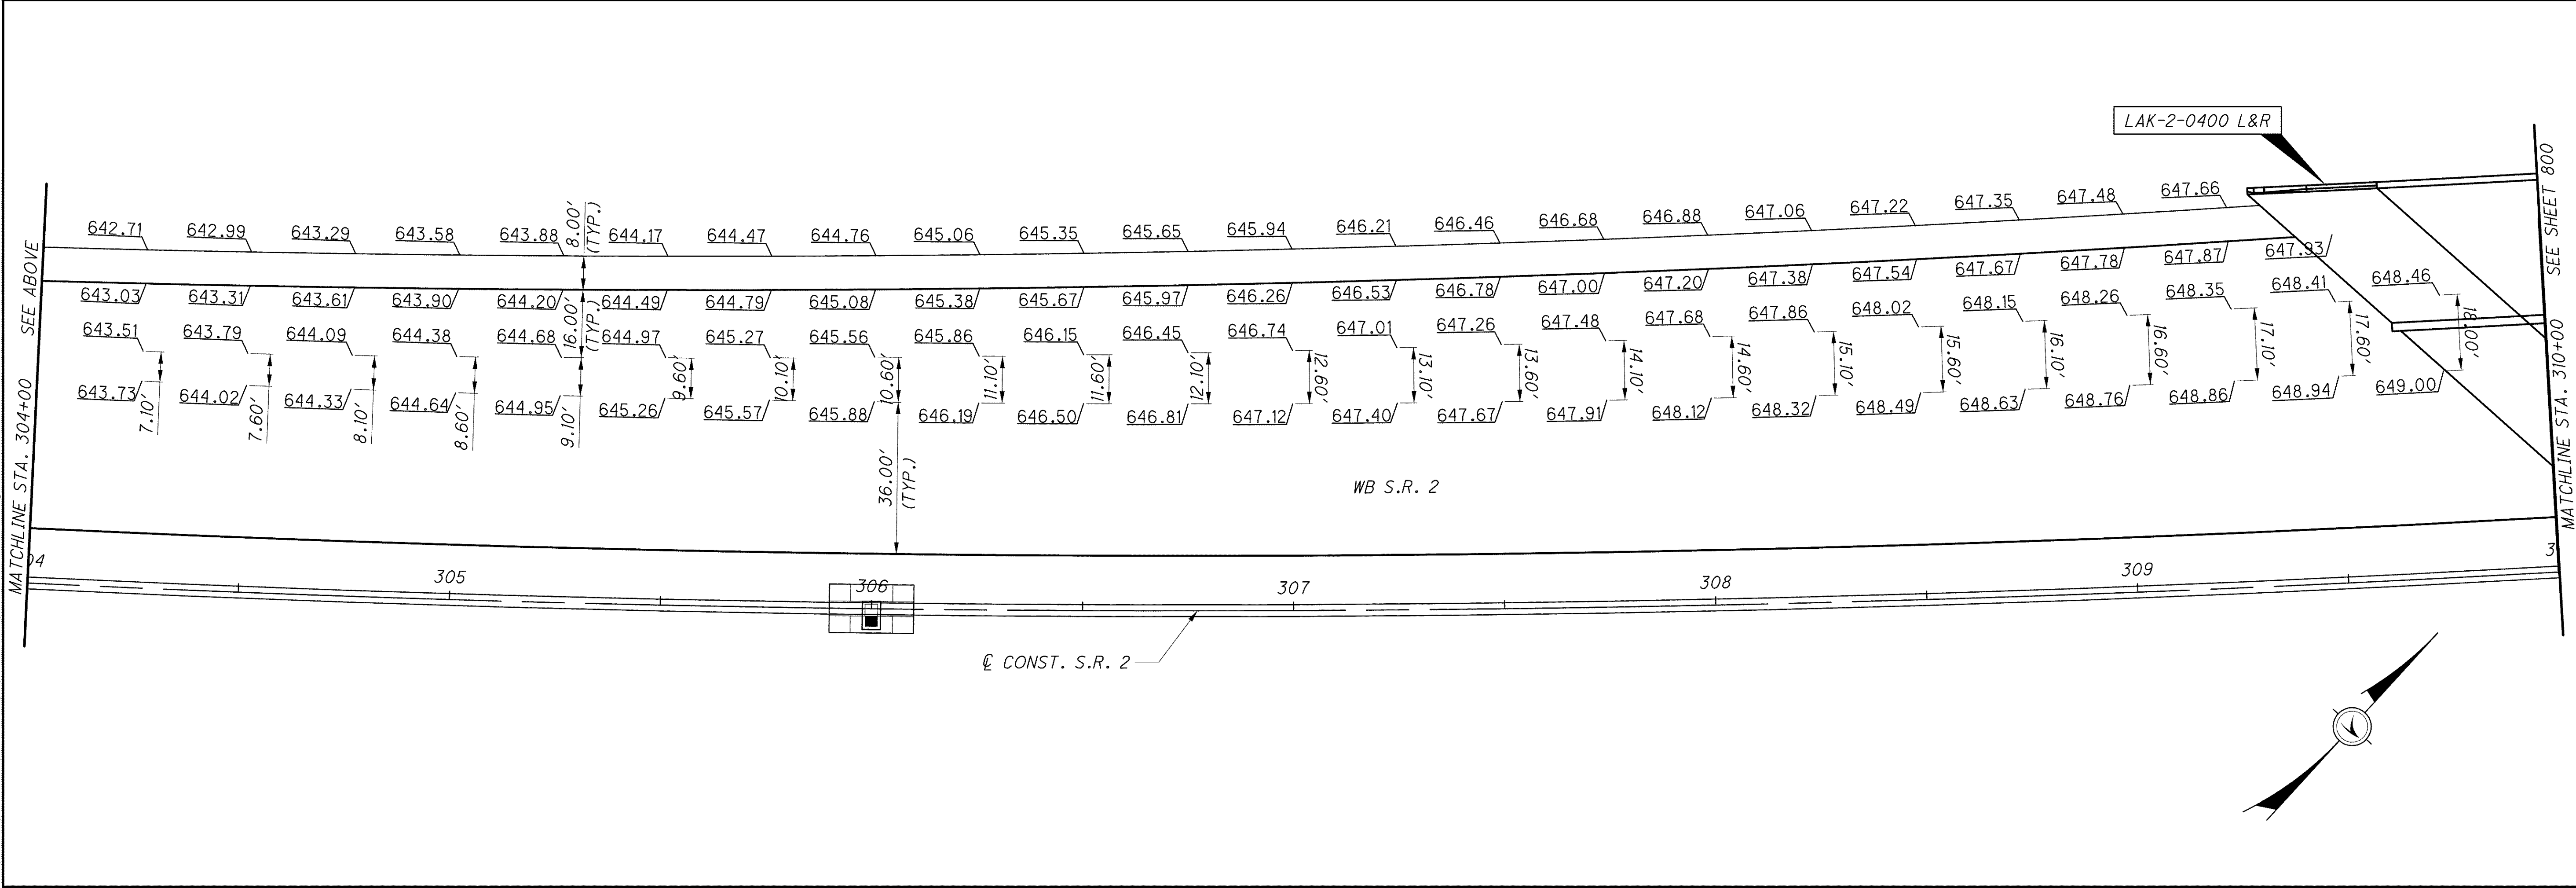 LAK-2-0400 L&R
642.71 642.99 643.29 643.58 643.88 644.17 644.47 644.76 645.06 645.35 645.65 645.94 646.21 646.46 646.68 646.88 647.06 647.22 647.35 647.48 647.66
8.00' (TYP.)
643.03 643.31 643.61 643.90 644.20 644.49 644.79 645.08 645.38 645.67 645.97 646.26 646.53 646.78 647.00 647.20 647.38 647.54 647.67 647.78 647.87 647.93
16.00' (TYP.)
643.51 643.79 644.09 644.38 644.68 644.97 645.27 645.56 645.86 646.15 646.45 646.74 647.01 647.26 647.48 647.68 647.86 648.02 648.15 648.26 648.35 648.41 648.46
7.10' 7.60' 8.10' 8.60' 9.10' 9.60' 10.10' 10.60' 11.10' 11.60' 12.10' 12.60' 13.10' 13.60' 14.10' 14.60' 15.10' 15.60' 16.10' 16.60' 17.10' 17.60' 18.00'
643.73 644.02 644.33 644.64 644.95 645.26 645.57 645.88 646.19 646.50 646.81 647.12 647.40 647.67 647.91 648.12 648.32 648.49 648.63 648.76 648.86 648.94 649.00
36.00'
(TYP.)
WB S.R. 2
MATCHLINE STA. 304+00 SEE ABOVE
MATCHLINE STA. 310+00 SEE SHEET 800
04 305 306 307 308 309 3
℄ CONST. S.R. 2